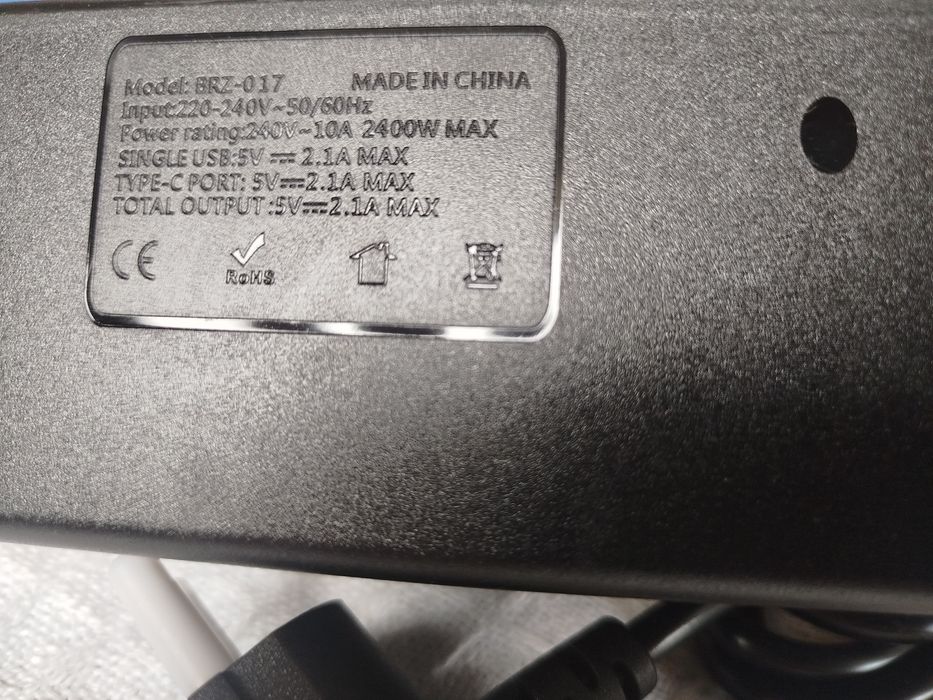 Model: BRZ-017 MADE IN CHINA
Input:220-240V~50/60Hz
Power rating:240V~10A 2400W MAX
SINGLE USB:5V ⎓ 2.1A MAX
TYPE-C PORT: 5V⎓2.1A MAX
TOTAL OUTPUT :5V⎓2.1A MAX
CE
RoHS